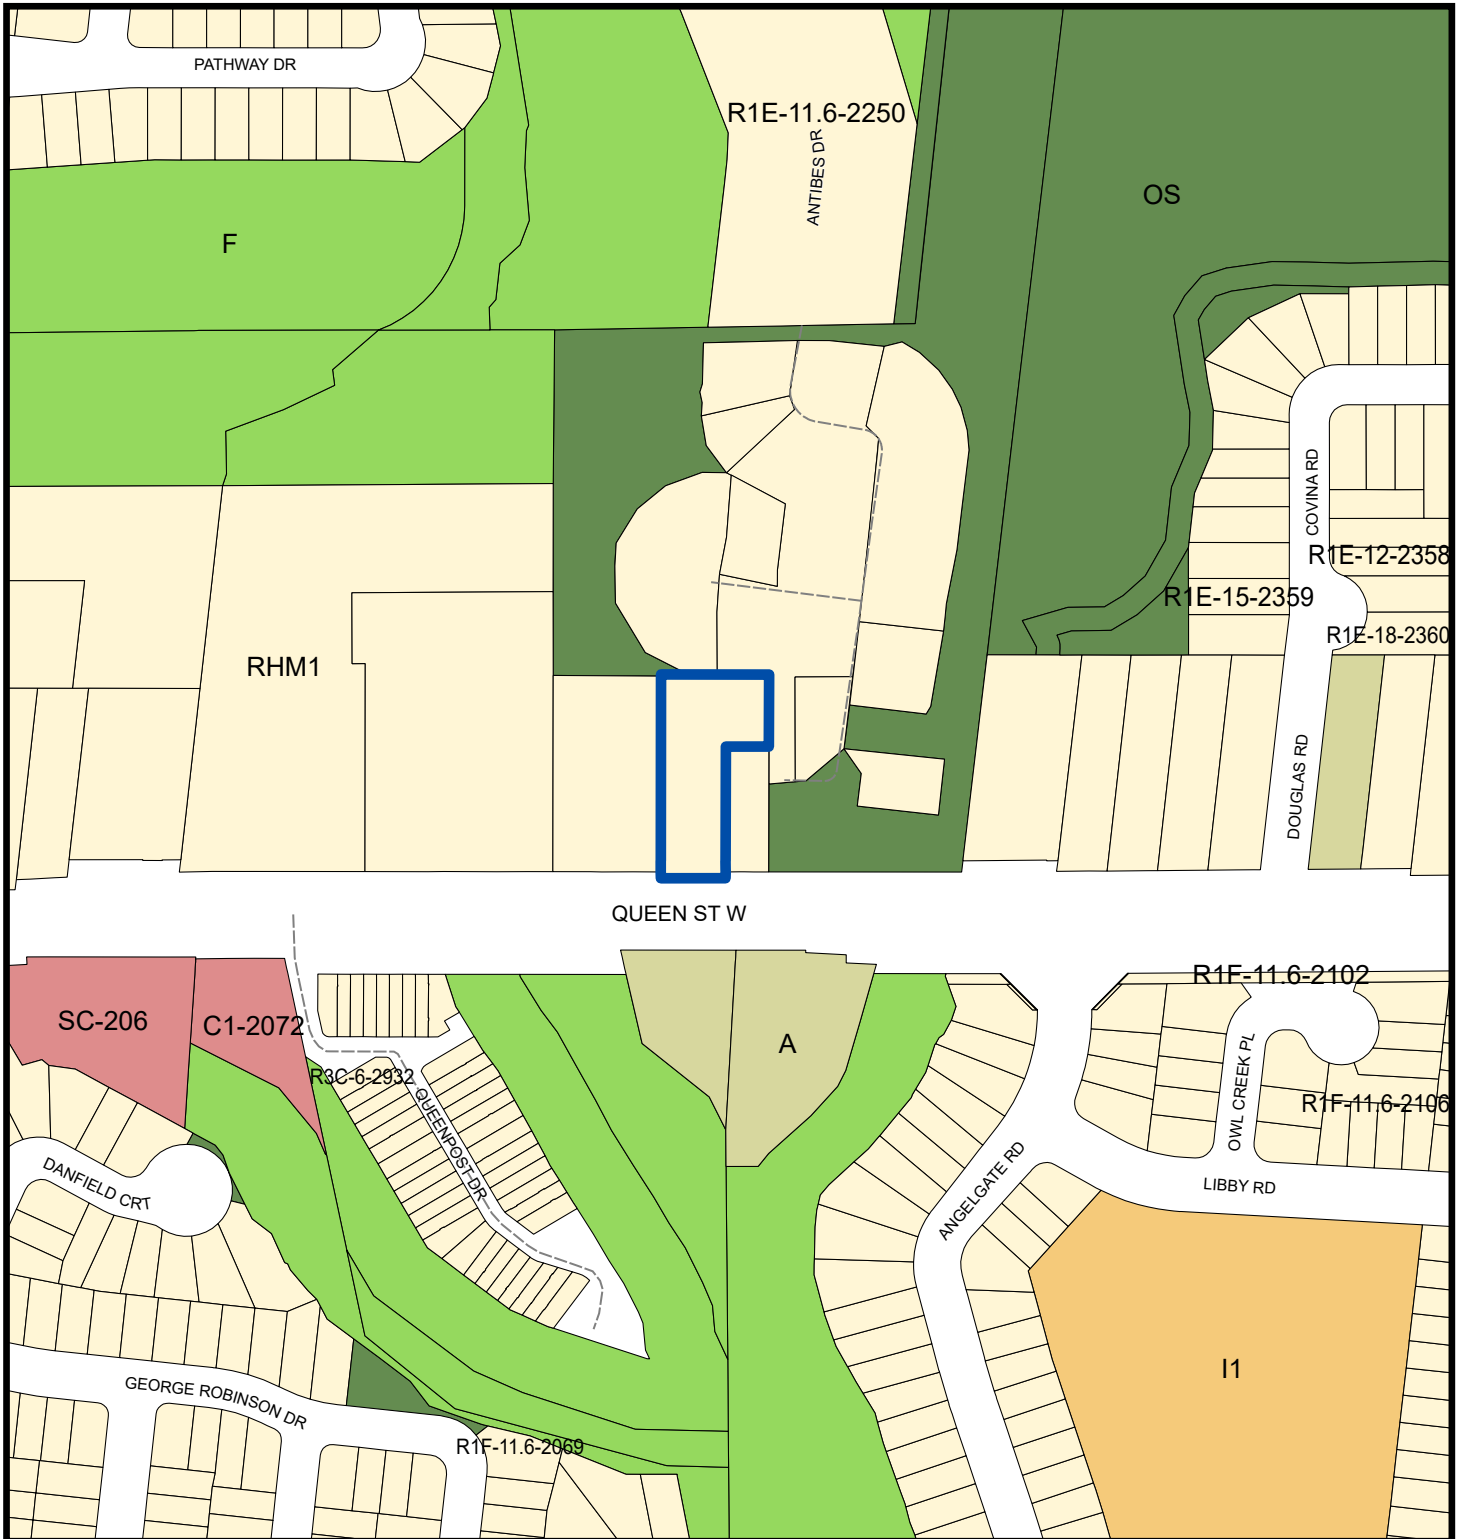 PATHWAY DR
R1E-11.6-2250
ANTIBES DR
OS
F
COVINA RD
R1E-12-2358
R1E-15-2359
R1E-18-2360
RHM1
DOUGLAS RD
QUEEN ST W
R1F-11.6-2102
SC-206
C1-2072
A
R3C-6-2932
QUEENPOST DR
OWL CREEK PL
R1F-11.6-2106
DANFIELD CRT
ANGELGATE RD
LIBBY RD
I1
GEORGE ROBINSON DR
R1F-11.6-2069